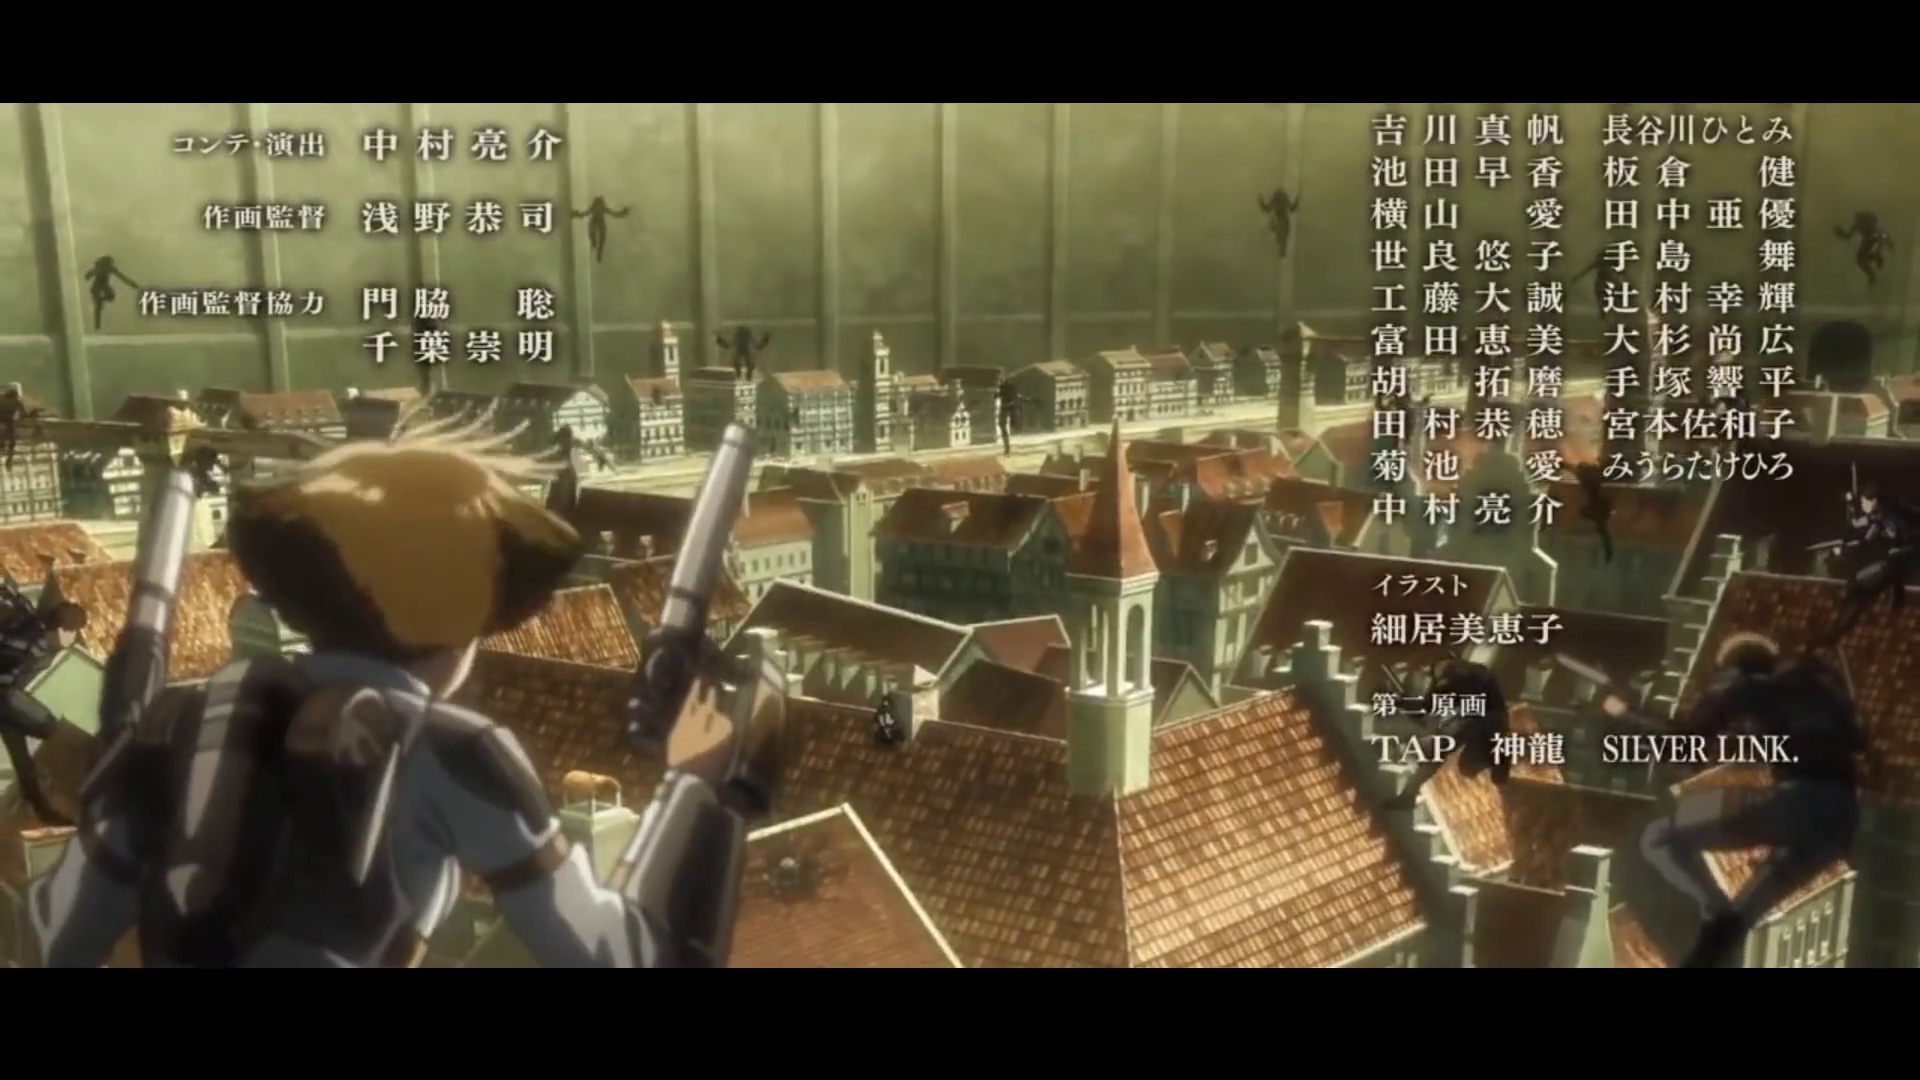 コンテ・演出 中村亮介
作画監督 浅野恭司
作画監督協力 門脇 聡
千葉崇明
吉川真帆 長谷川ひとみ
池田早香 板倉 健
横山 愛 田中亜優
世良悠子 手島 舞
工藤大誠 辻村幸輝
富田恵美 大杉尚広
胡 拓磨 手塚響平
田村恭穂 宮本佐和子
菊池 愛 みうらたけひろ
中村亮介
イラスト
細居美恵子
第二原画
TAP 神龍 SILVER LINK.